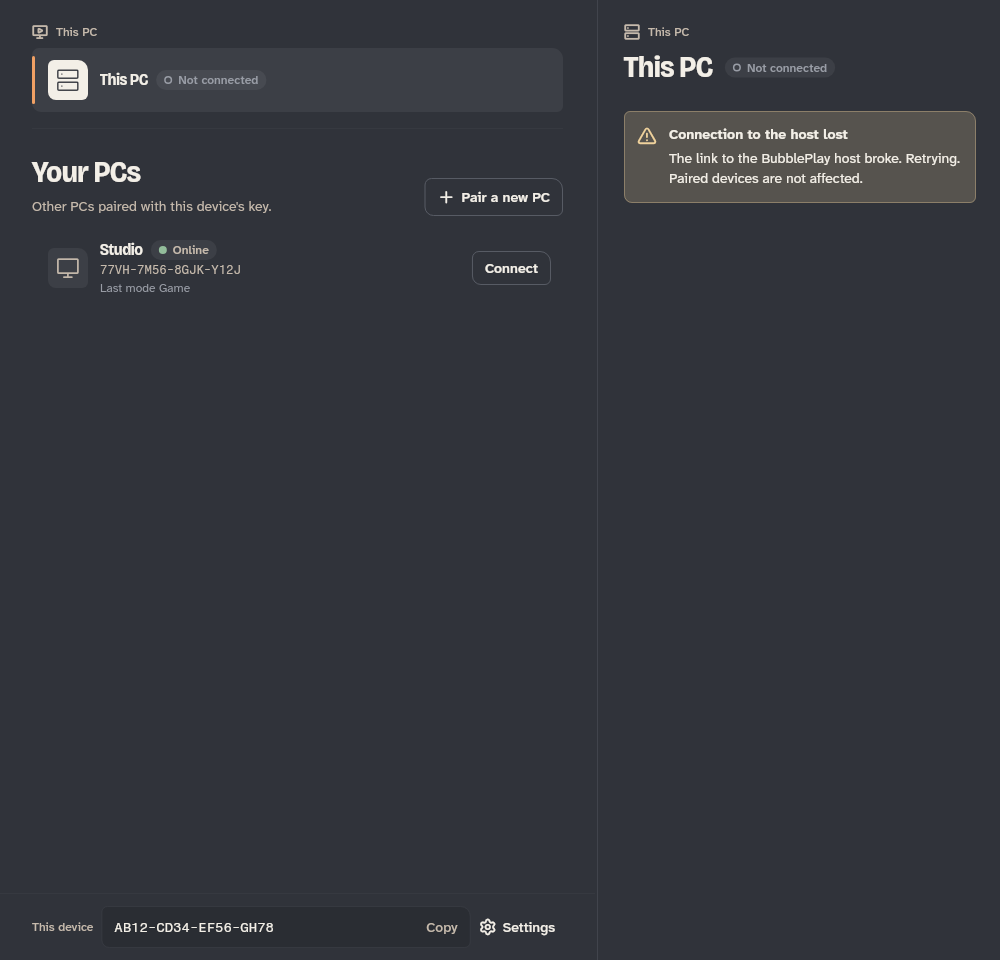 This PC
This PC Not connected
Your PCs
Other PCs paired with this device's key.
Pair a new PC
Studio Online
77VH-7M56-8GJK-Y12J
Last mode Game
Connect
This device AB12-CD34-EF56-GH78 Copy Settings
This PC
This PC Not connected
Connection to the host lost
The link to the BubblePlay host broke. Retrying.
Paired devices are not affected.